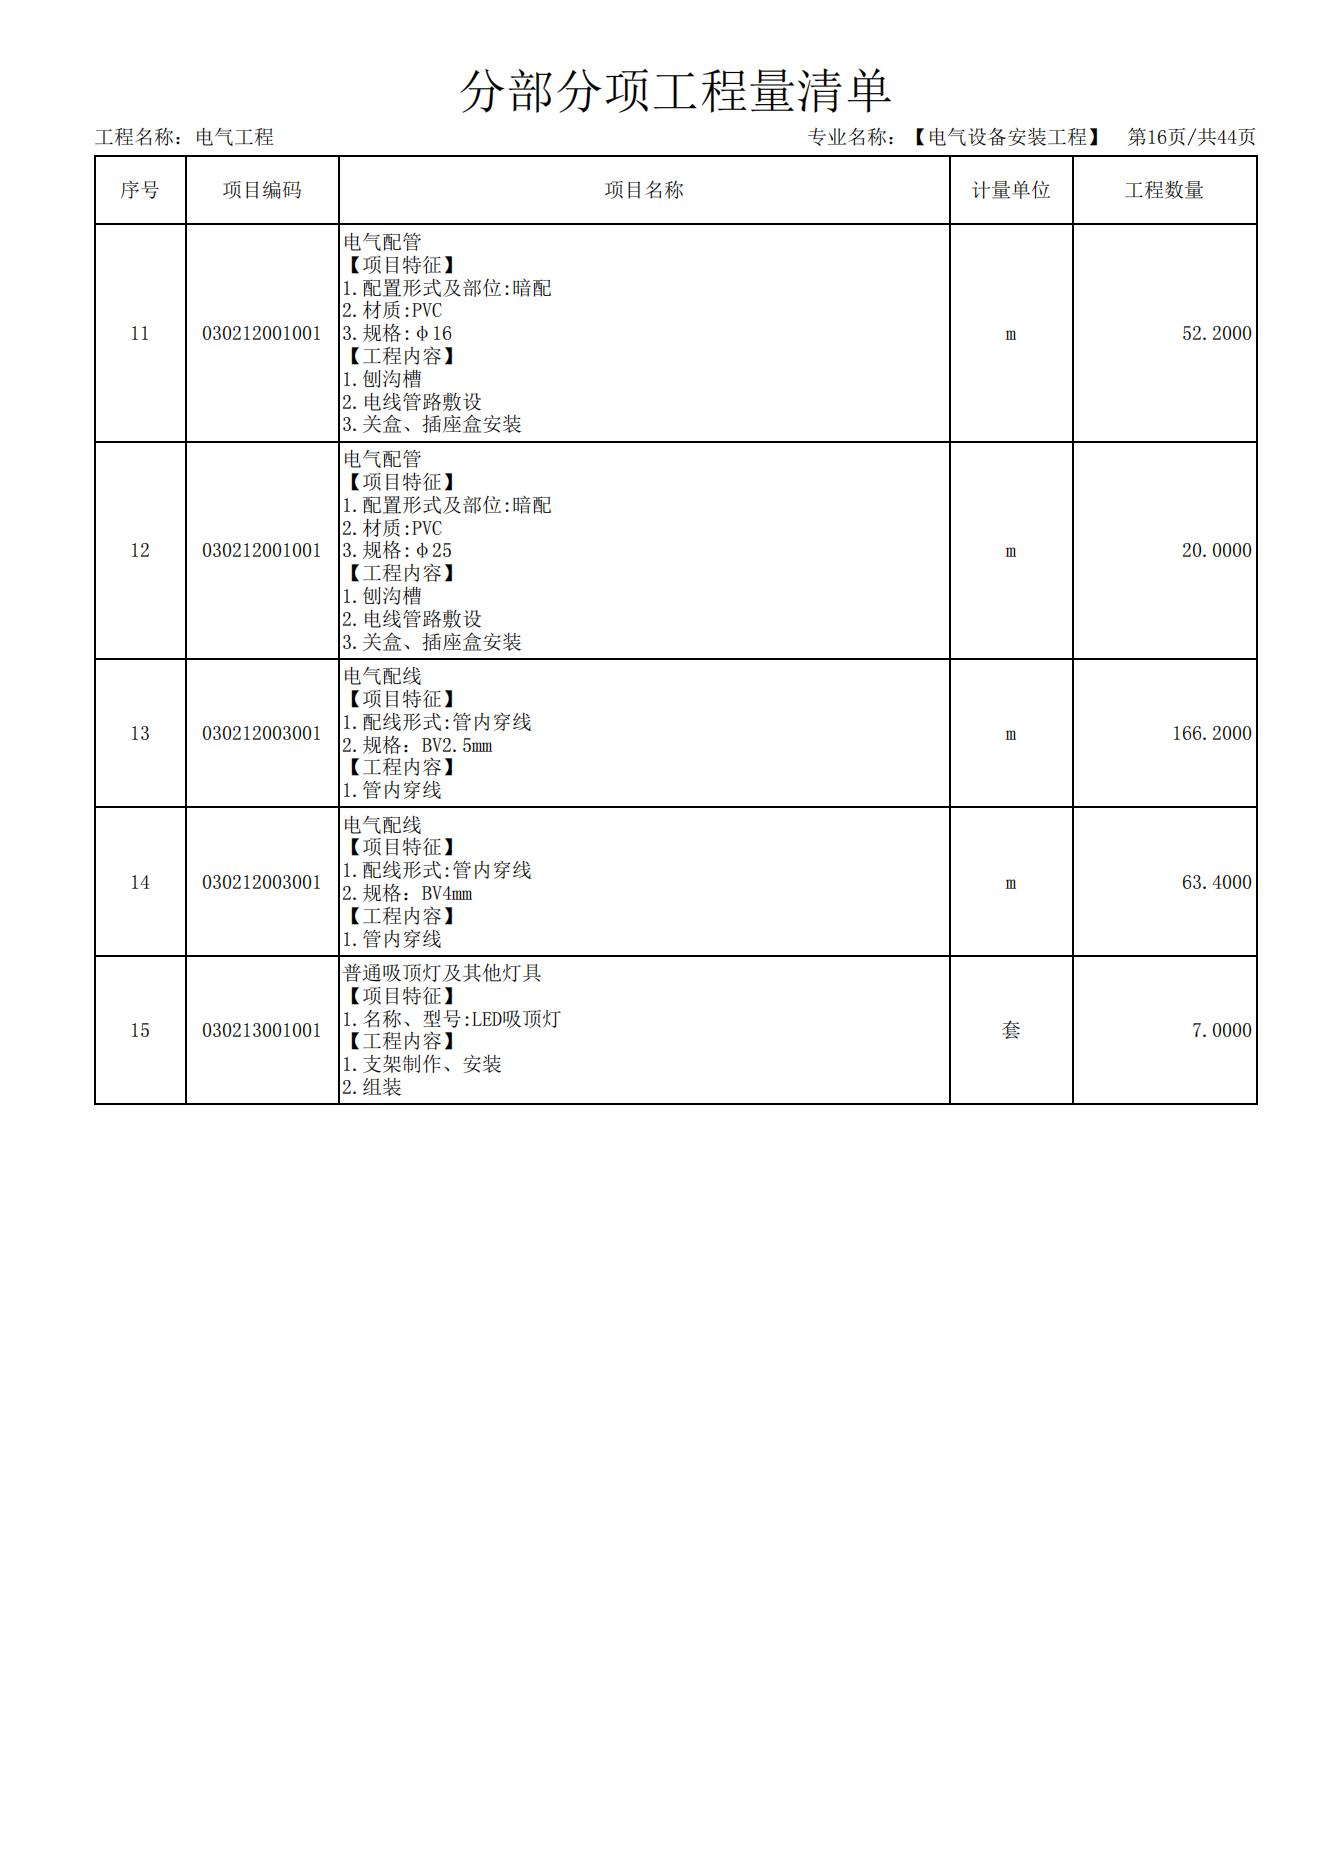 分部分项工程量清单
工程名称：电气工程 专业名称：【电气设备安装工程】 第16页/共44页
序号 项目编码 项目名称 计量单位 工程数量
11 030212001001 m 52.2000
电气配管
【项目特征】
1.配置形式及部位:暗配
2.材质:PVC
3.规格:φ16
【工程内容】
1.刨沟槽
2.电线管路敷设
3.关盒、插座盒安装
12 030212001001 m 20.0000
电气配管
【项目特征】
1.配置形式及部位:暗配
2.材质:PVC
3.规格:φ25
【工程内容】
1.刨沟槽
2.电线管路敷设
3.关盒、插座盒安装
13 030212003001 m 166.2000
电气配线
【项目特征】
1.配线形式:管内穿线
2.规格：BV2.5mm
【工程内容】
1.管内穿线
14 030212003001 m 63.4000
电气配线
【项目特征】
1.配线形式:管内穿线
2.规格：BV4mm
【工程内容】
1.管内穿线
15 030213001001 套 7.0000
普通吸顶灯及其他灯具
【项目特征】
1.名称、型号:LED吸顶灯
【工程内容】
1.支架制作、安装
2.组装